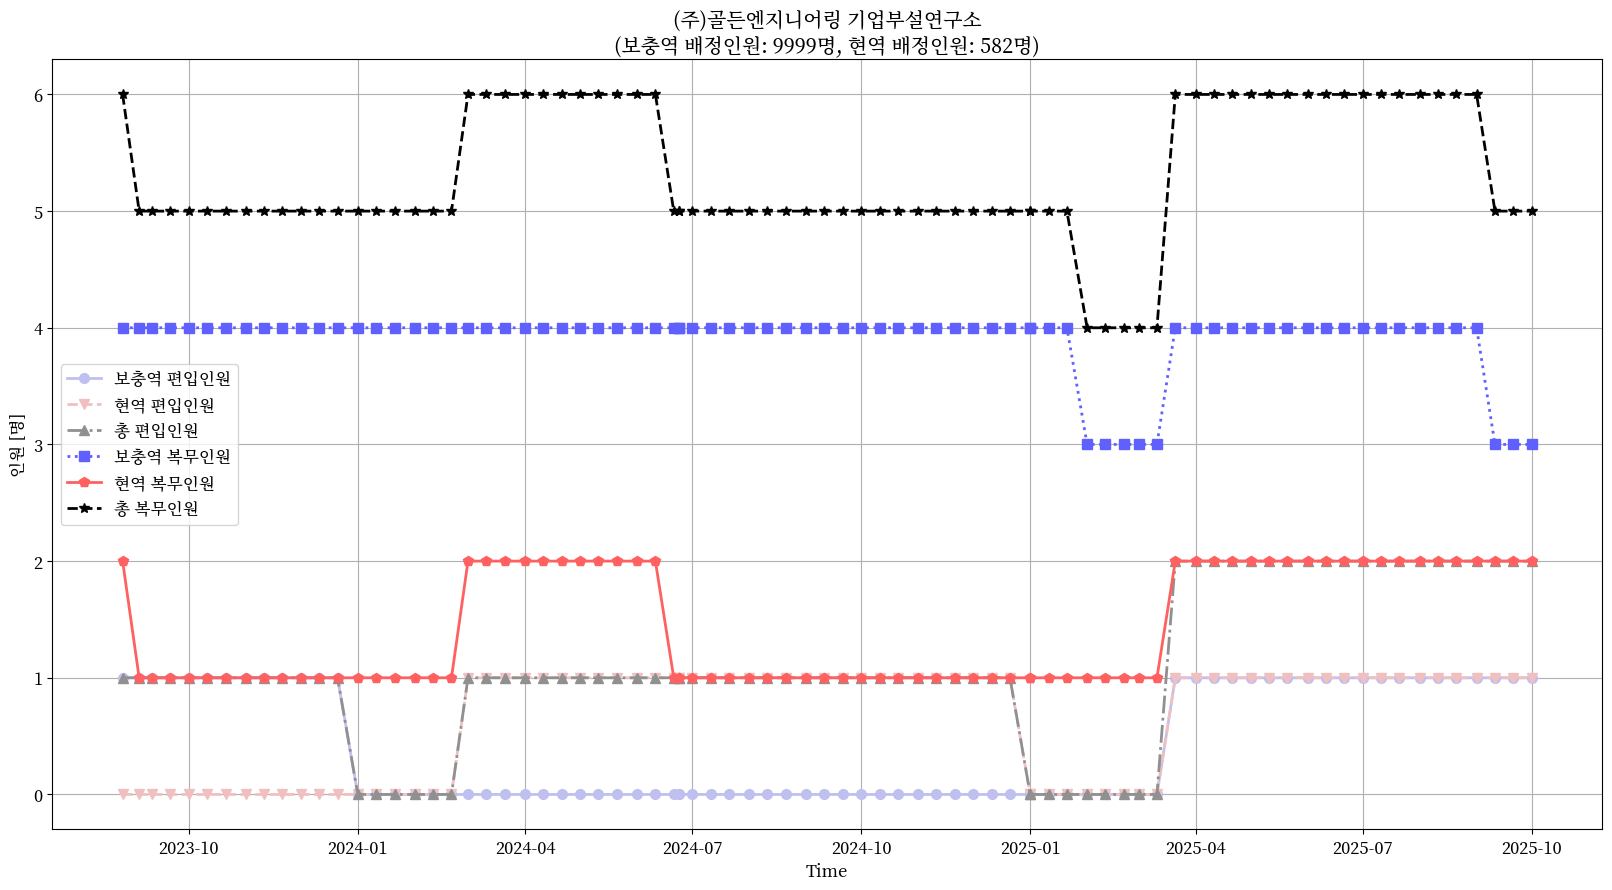 (주)골든엔지니어링 기업부설연구소
(보충역 배정인원: 9999명, 현역 배정인원: 582명)
인원 [명]
6
5
4
3
2
1
0
보충역 편입인원
현역 편입인원
총 편입인원
보충역 복무인원
현역 복무인원
총 복무인원
2023-10 2024-01 2024-04 2024-07 2024-10 2025-01 2025-04 2025-07 2025-10
Time